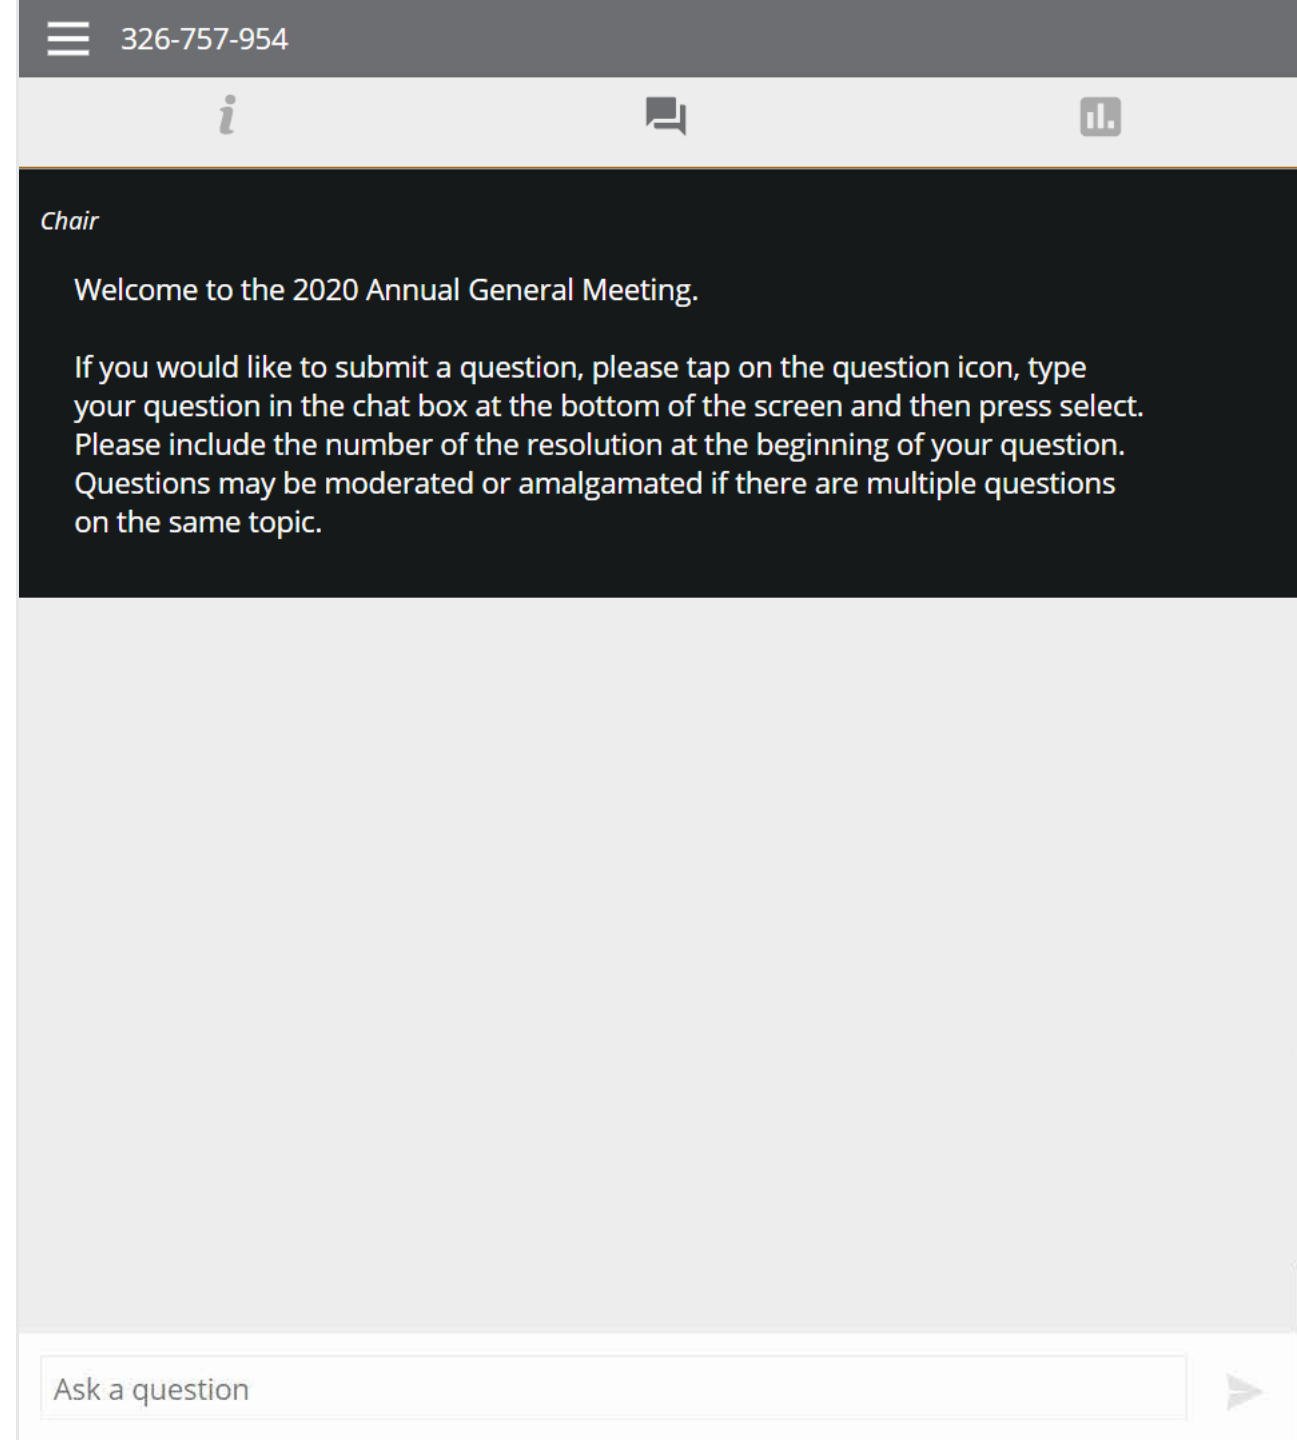 326-757-954
Chair
Welcome to the 2020 Annual General Meeting.
If you would like to submit a question, please tap on the question icon, type
your question in the chat box at the bottom of the screen and then press select.
Please include the number of the resolution at the beginning of your question.
Questions may be moderated or amalgamated if there are multiple questions
on the same topic.
Ask a question